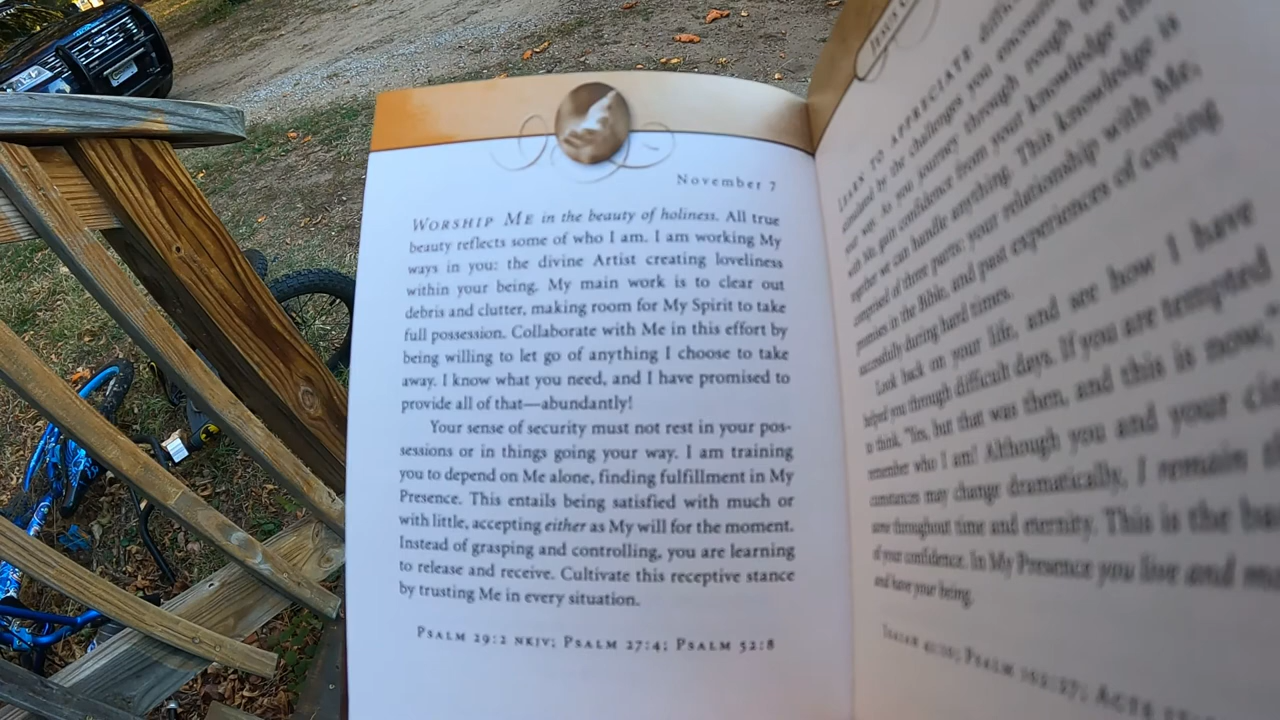 November 7
WORSHIP ME in the beauty of holiness. All true
beauty reflects some of who I am. I am working My
ways in you: the divine Artist creating loveliness
within your being. My main work is to clear out
debris and clutter, making room for My Spirit to take
full possession. Collaborate with Me in this effort by
being willing to let go of anything I choose to take
away. I know what you need, and I have promised to
provide all of that—abundantly!
Your sense of security must not rest in your pos-
sessions or in things going your way. I am training
you to depend on Me alone, finding fulfillment in My
Presence. This entails being satisfied with much or
with little, accepting either as My will for the moment.
Instead of grasping and controlling, you are learning
to release and receive. Cultivate this receptive stance
by trusting Me in every situation.
PSALM 29:2 NKJV; PSALM 27:4; PSALM 52:8
LEARN TO APPRECIATE
by the challenges you
your way. As you journey through rough
with Me, gain confidence from your knowledge
together we can handle anything. This knowledge is
comprised of three parts: your relationship with Me,
promises in the Bible, and past experiences of coping
successfully during hard times.
Look back on your life, and see how I have
helped you through difficult days. If you are tempted
to think, "Yes, but that was then, and this is now,"
remember who I am! Although you and your
cumstances may change dramatically, I remain
same throughout time and eternity. This is the
of your confidence. In My Presence you live and
and have your being.
ISAIAH 41:10; PSALM 102:27; ACTS